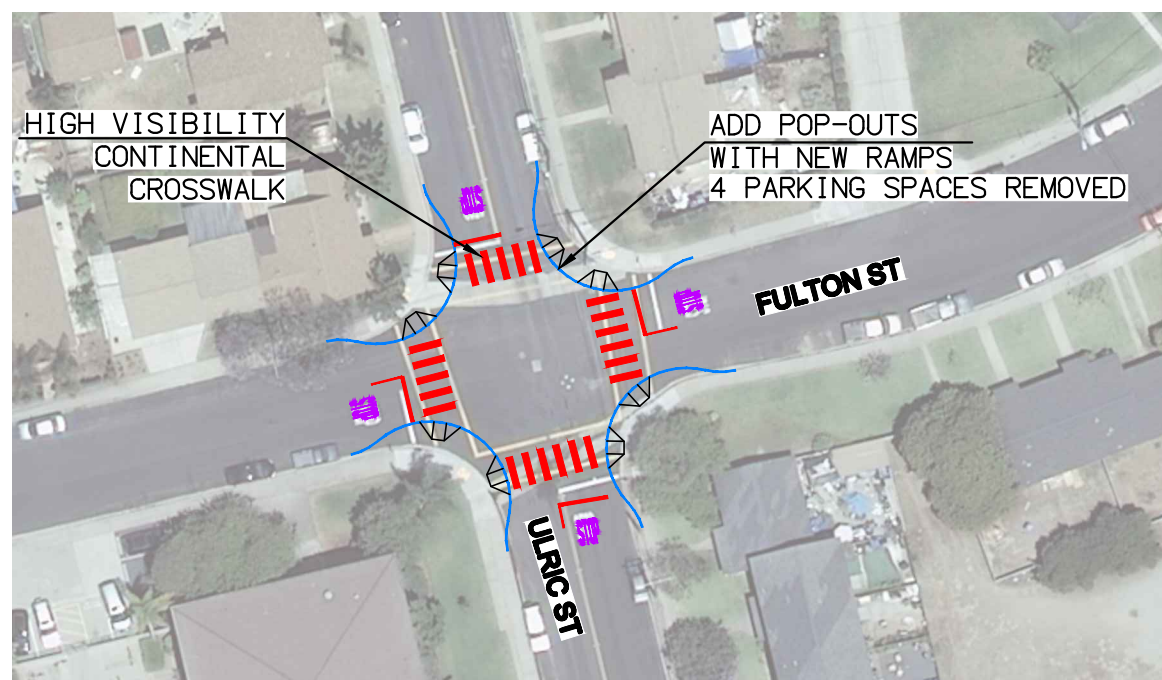 HIGH VISIBILITY
CONTINENTAL
CROSSWALK
ADD POP-OUTS
WITH NEW RAMPS
4 PARKING SPACES REMOVED
FULTON ST
ULRIC ST